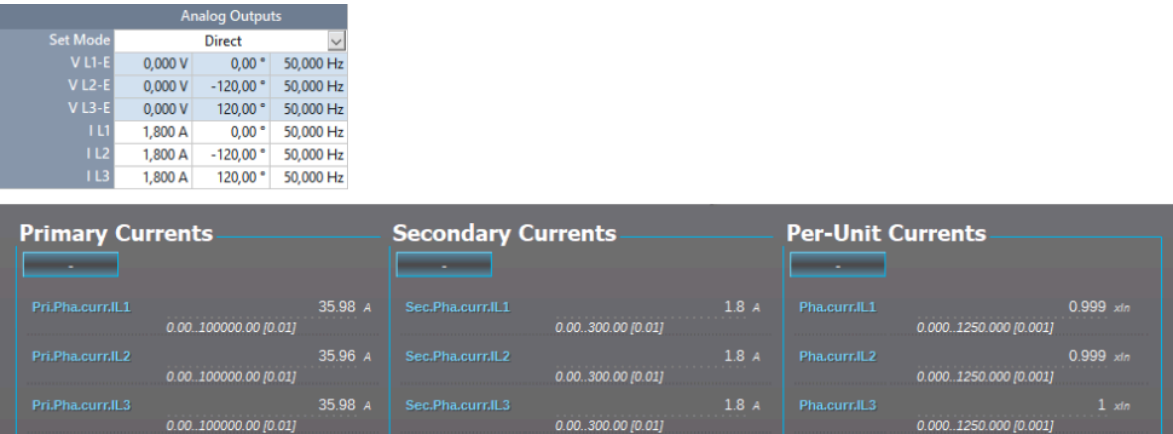 Analog Outputs
Set Mode Direct
V L1-E 0,000 V 0,00 ° 50,000 Hz
V L2-E 0,000 V -120,00 ° 50,000 Hz
V L3-E 0,000 V 120,00 ° 50,000 Hz
I L1 1,800 A 0,00 ° 50,000 Hz
I L2 1,800 A -120,00 ° 50,000 Hz
I L3 1,800 A 120,00 ° 50,000 Hz
Primary Currents Secondary Currents Per-Unit Currents
- - -
Pri.Pha.curr.IL1 35.98 A Sec.Pha.curr.IL1 1.8 A Pha.curr.IL1 0.999 xIn
0.00..100000.00 [0.01] 0.00..300.00 [0.01] 0.000..1250.000 [0.001]
Pri.Pha.curr.IL2 35.96 A Sec.Pha.curr.IL2 1.8 A Pha.curr.IL2 0.999 xIn
0.00..100000.00 [0.01] 0.00..300.00 [0.01] 0.000..1250.000 [0.001]
Pri.Pha.curr.IL3 35.98 A Sec.Pha.curr.IL3 1.8 A Pha.curr.IL3 1 xIn
0.00..100000.00 [0.01] 0.00..300.00 [0.01] 0.000..1250.000 [0.001]